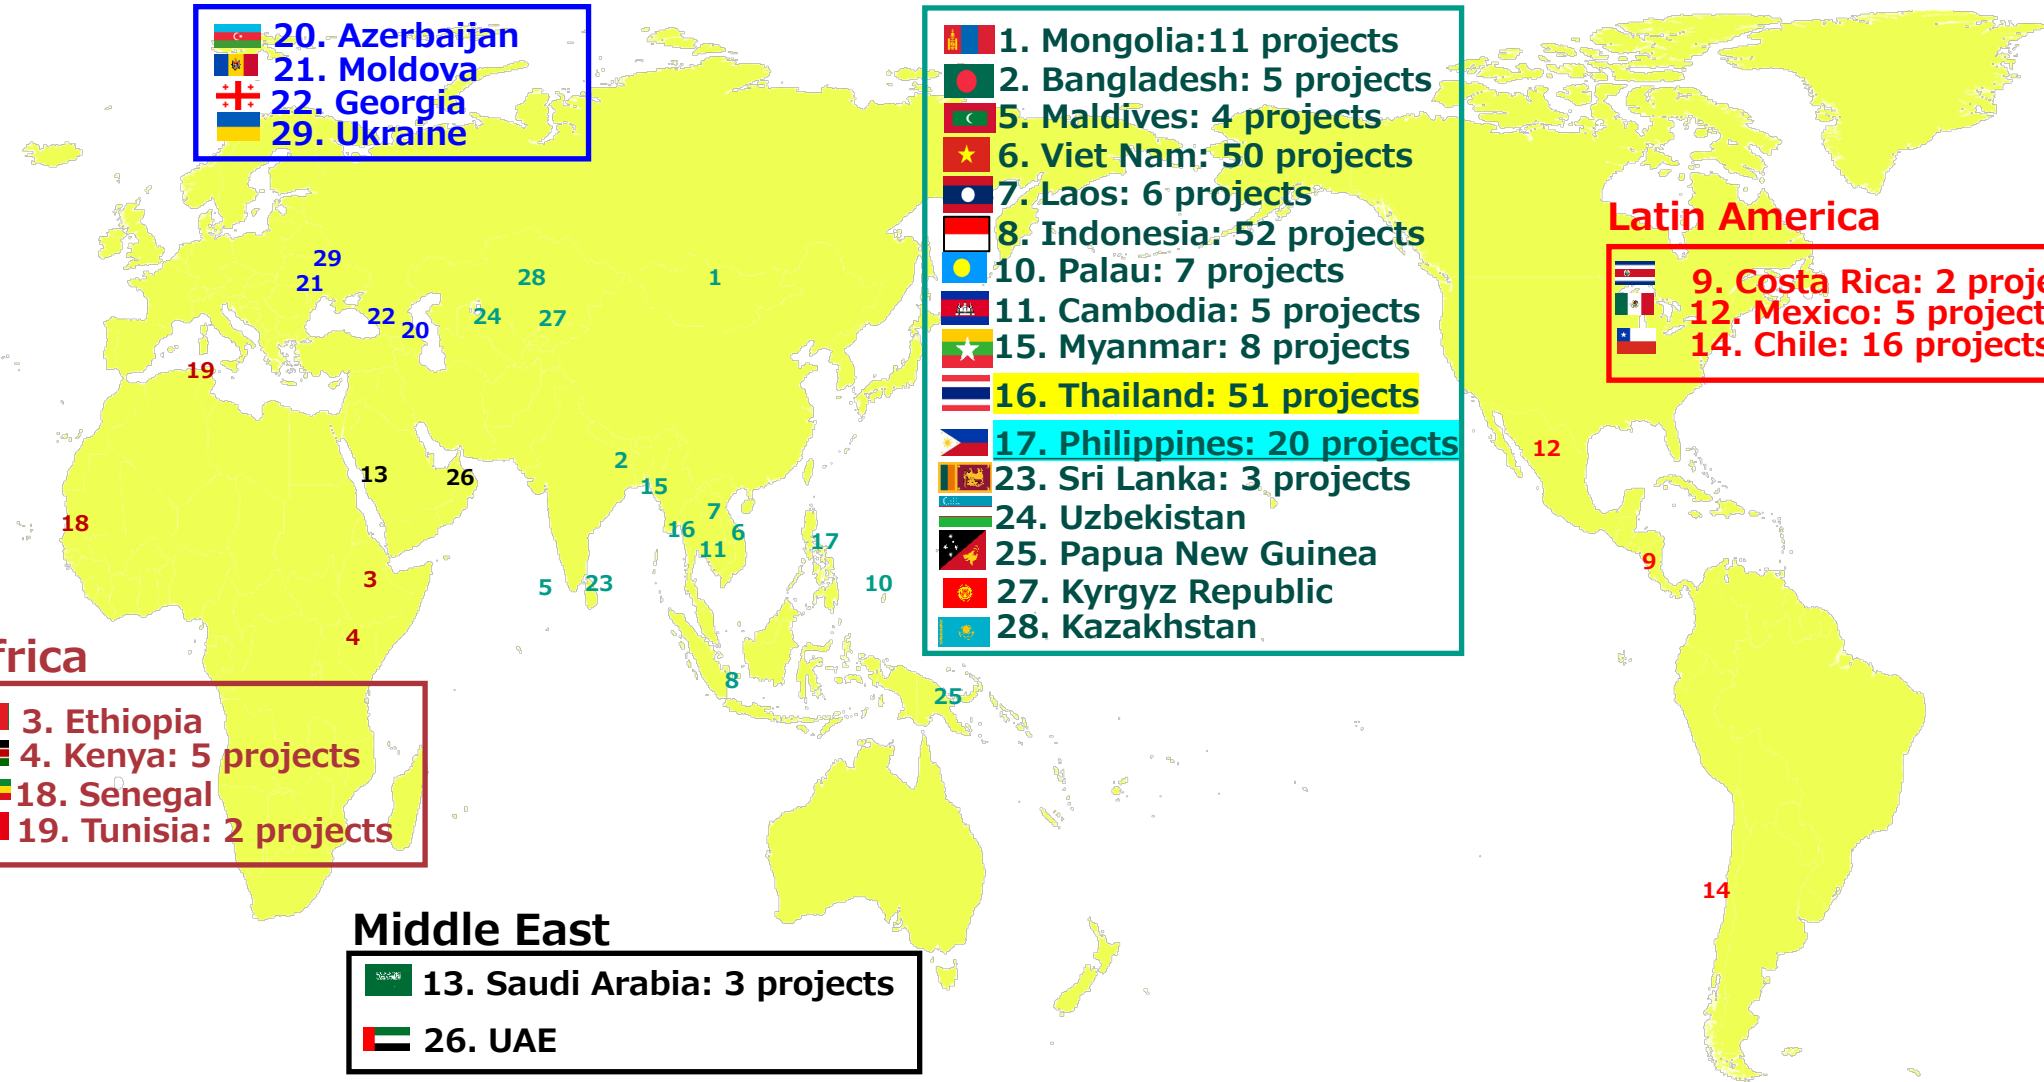 20. Azerbaijan
21. Moldova
22. Georgia
29. Ukraine
1. Mongolia:11 projects
2. Bangladesh: 5 projects
5. Maldives: 4 projects
6. Viet Nam: 50 projects
7. Laos: 6 projects
8. Indonesia: 52 projects
10. Palau: 7 projects
11. Cambodia: 5 projects
15. Myanmar: 8 projects
16. Thailand: 51 projects
17. Philippines: 20 projects
23. Sri Lanka: 3 projects
24. Uzbekistan
25. Papua New Guinea
27. Kyrgyz Republic
28. Kazakhstan
Latin America
9. Costa Rica: 2 proje
12. Mexico: 5 project
14. Chile: 16 projects
29
21
22
20
28
24
27
1
19
13
26
18
3
4
2
15
7
16
6
11
17
5
23
10
8
25
12
9
14
frica
3. Ethiopia
4. Kenya: 5 projects
18. Senegal
19. Tunisia: 2 projects
Middle East
13. Saudi Arabia: 3 projects
26. UAE